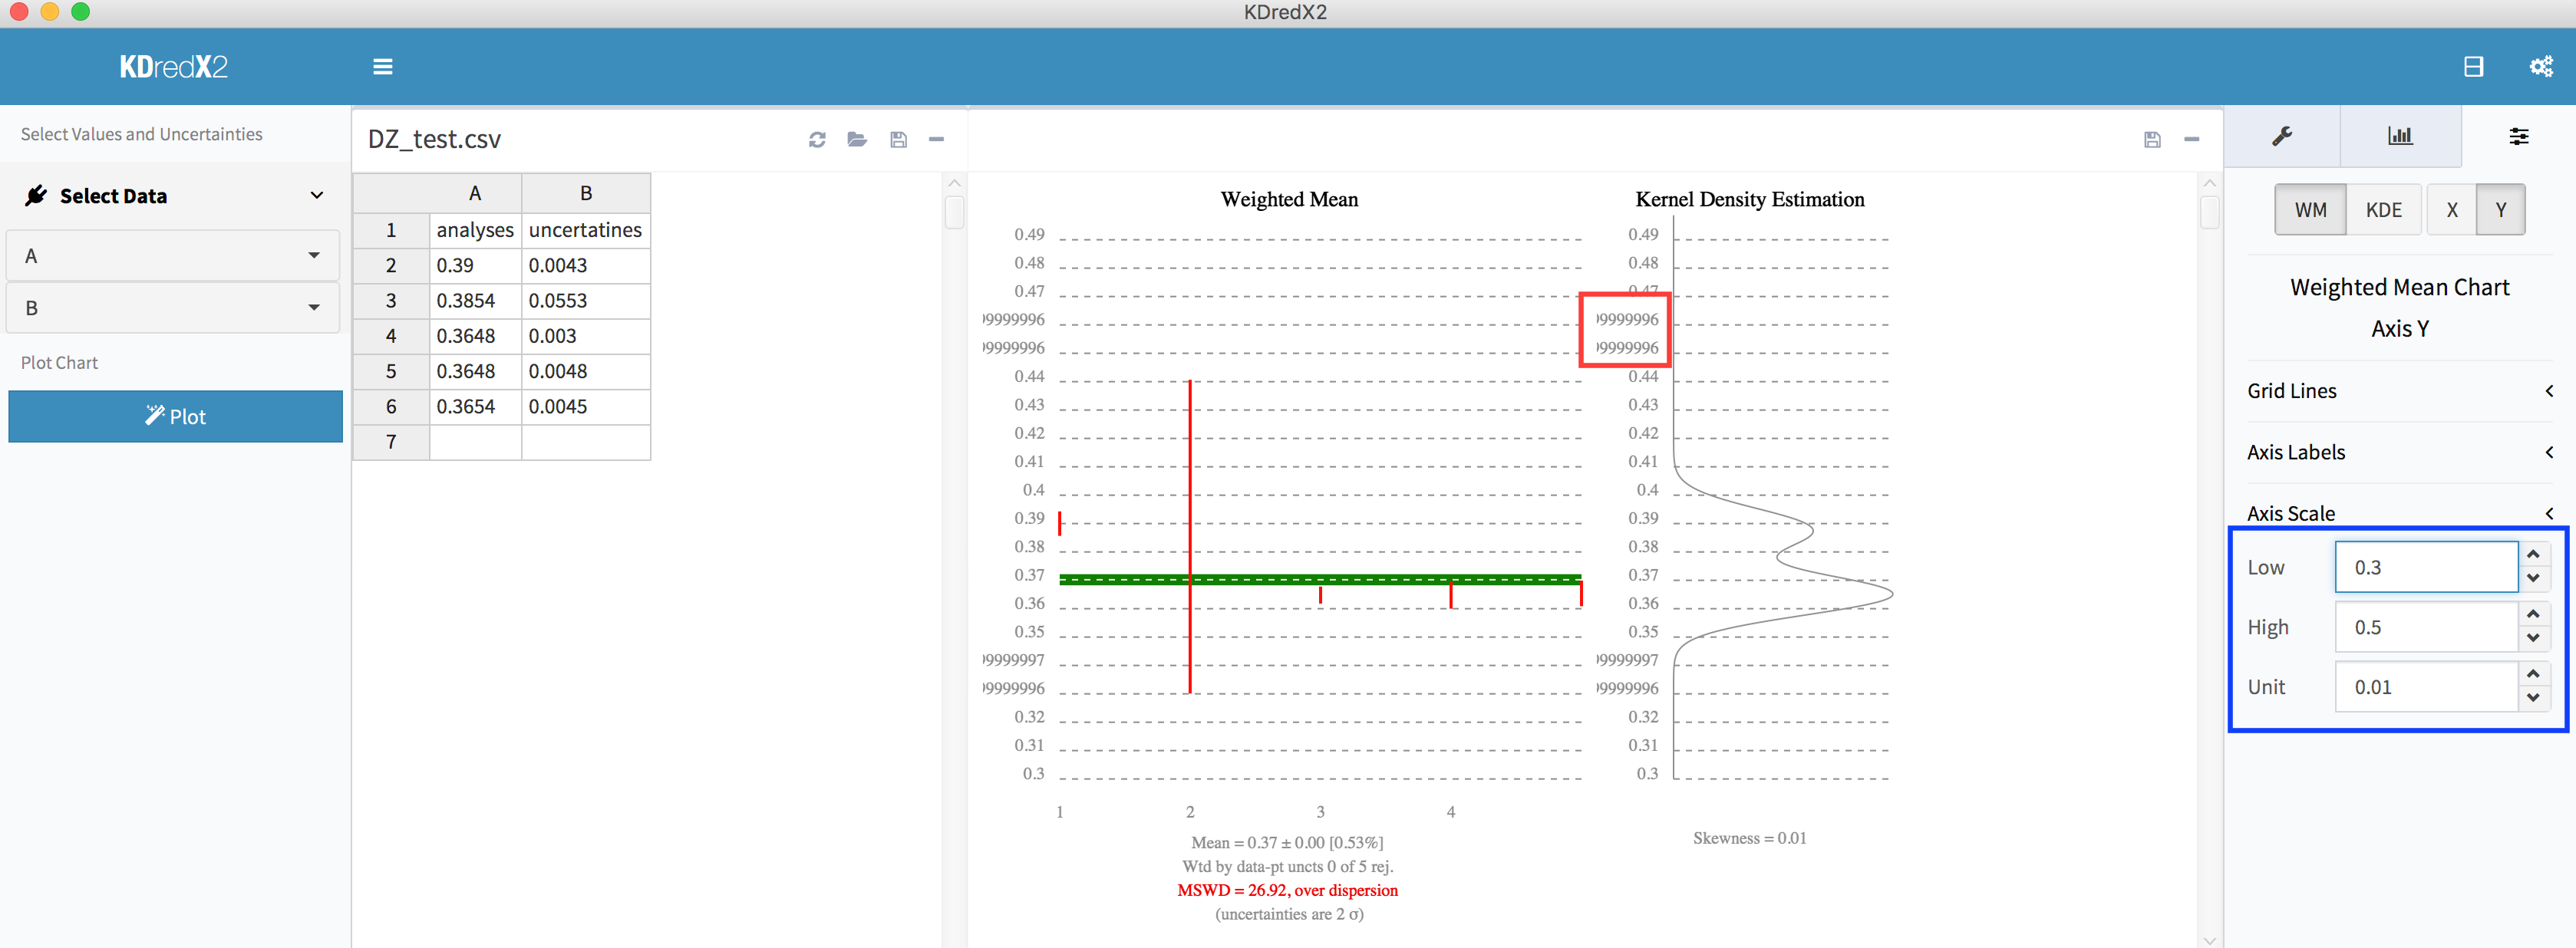 KDredX2
KDredX2
Select Values and Uncertainties
Select Data
A
B
Plot Chart
Plot
DZ_test.csv
A B
1 analyses uncertatines
2 0.39 0.0043
3 0.3854 0.0553
4 0.3648 0.003
5 0.3648 0.0048
6 0.3654 0.0045
7
Weighted Mean
0.49
0.48
0.47
99999996
99999996
0.44
0.43
0.42
0.41
0.4
0.39
0.38
0.37
0.36
0.35
99999997
99999996
0.32
0.31
0.3
1 2 3 4
Mean = 0.37 ± 0.00 [0.53%]
Wtd by data-pt uncts 0 of 5 rej.
MSWD = 26.92, over dispersion
(uncertainties are 2 σ)
Kernel Density Estimation
0.49
0.48
0.47
99999996
99999996
0.44
0.43
0.42
0.41
0.4
0.39
0.38
0.37
0.36
0.35
99999997
99999996
0.32
0.31
0.3
Skewness = 0.01
WM KDE X Y
Weighted Mean Chart
Axis Y
Grid Lines
Axis Labels
Axis Scale
Low 0.3
High 0.5
Unit 0.01